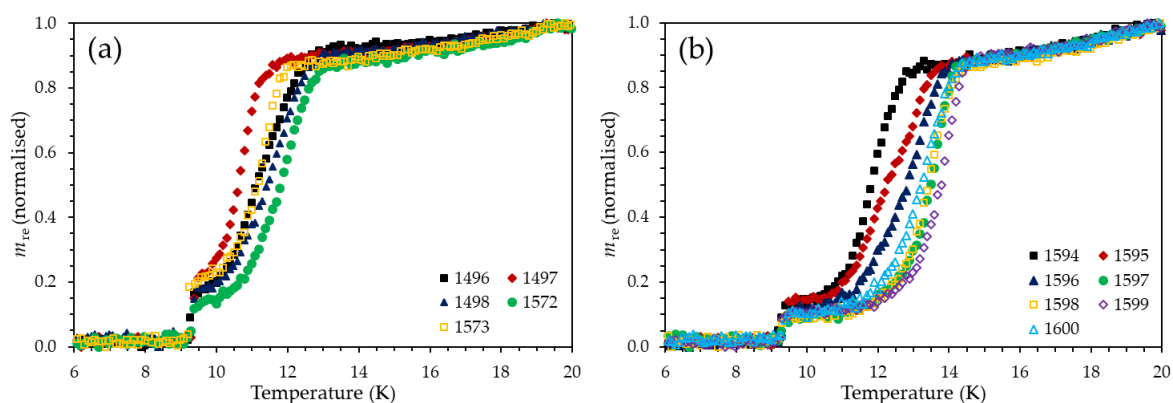 (a)
1.0
0.8
0.6
0.4
0.2
0.0
m_re (normalised)
6 8 10 12 14 16 18 20
Temperature (K)
1496 1497
1498 1572
1573
(b)
1.0
0.8
0.6
0.4
0.2
0.0
m_re (normalised)
6 8 10 12 14 16 18 20
Temperature (K)
1594 1595
1596 1597
1598 1599
1600